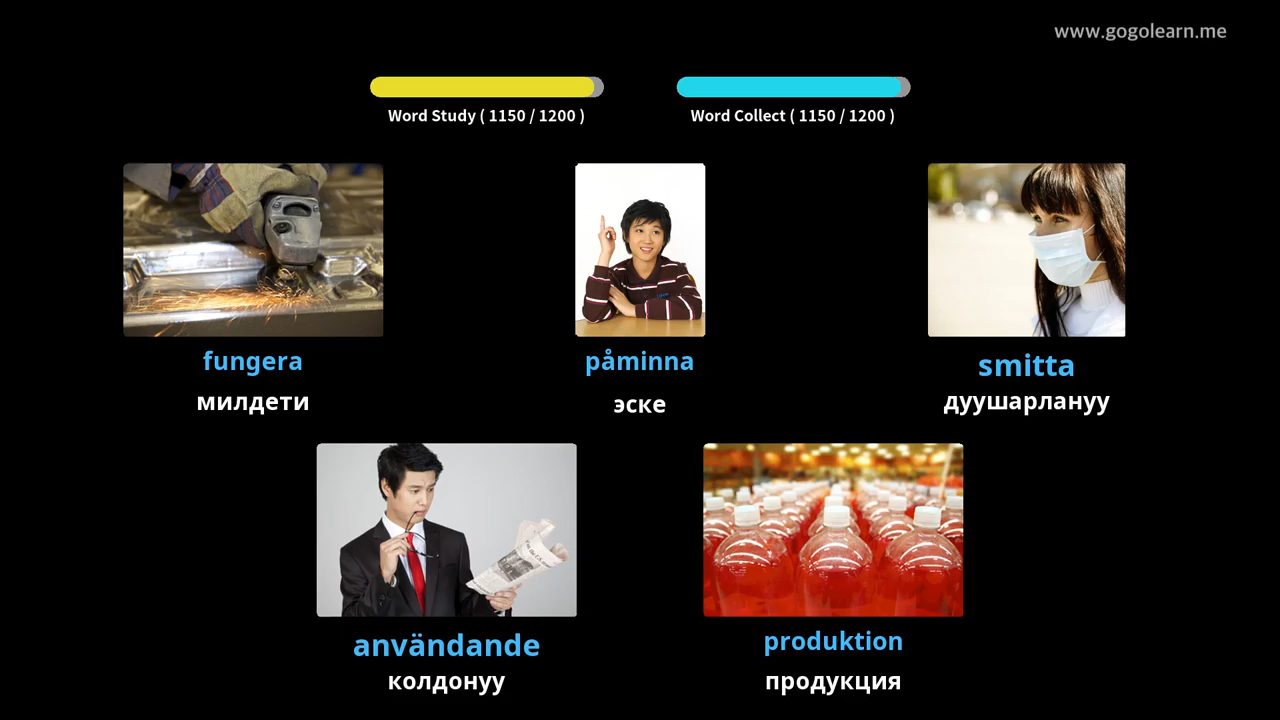 www.gogolearn.me
Word Study ( 1150 / 1200 )
Word Collect ( 1150 / 1200 )
fungera
милдети
påminna
эске
smitta
дуушарлануу
användande
колдонуу
produktion
продукция